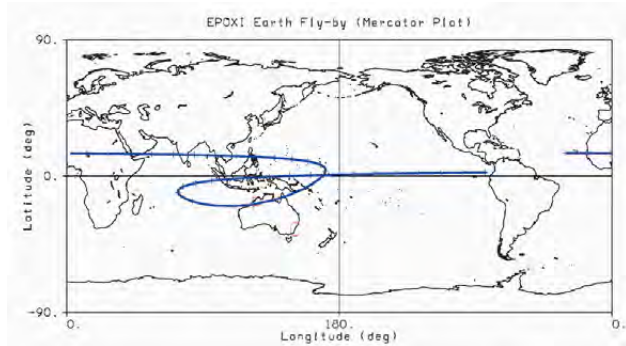 EPOXI Earth Fly-by (Mercator Plot)
90.
Latitude (deg)
0.
-90.
0. 180. 0.
Longitude (deg)